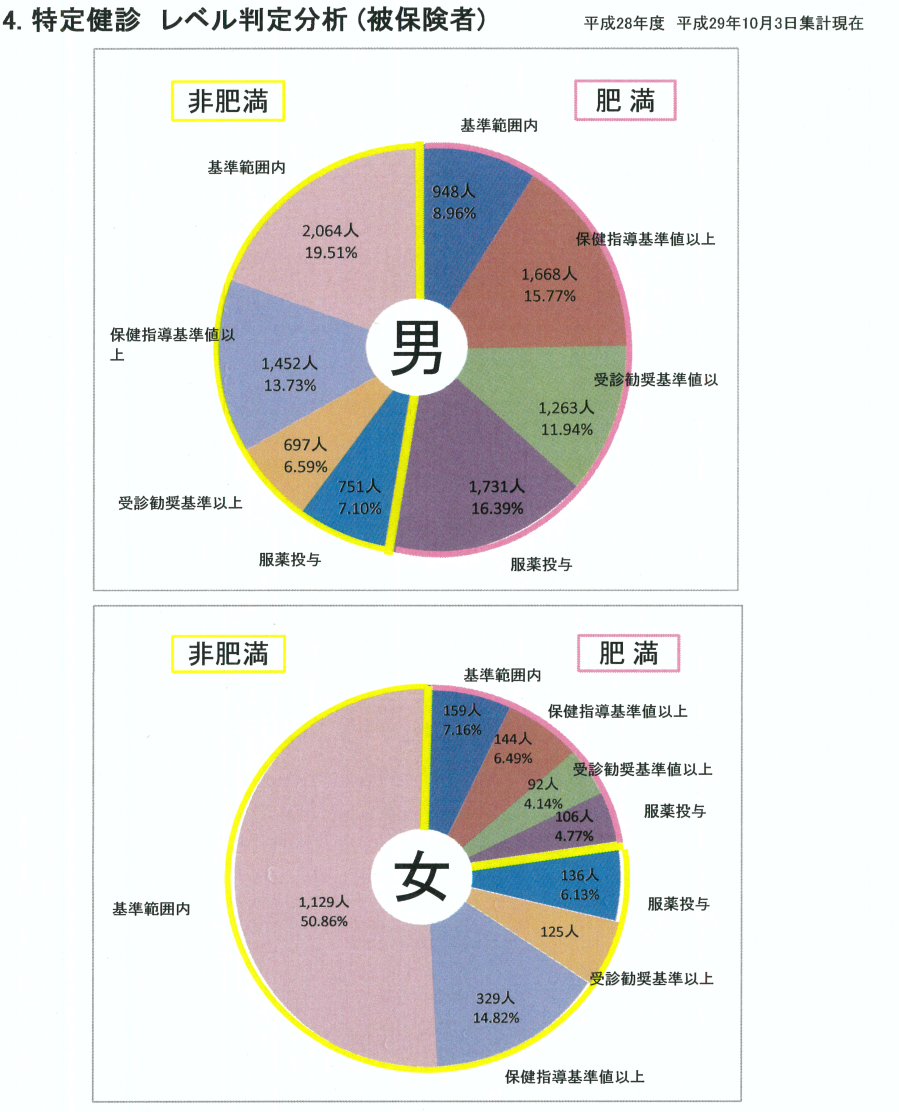 4. 特定健診　レベル判定分析（被保険者）
平成28年度　平成29年10月3日集計現在
非肥満
肥 満
基準範囲内
基準範囲内
948人
8.96%
2,064人
19.51%
保健指導基準値以上
1,668人
15.77%
保健指導基準値以
上
男
1,452人
13.73%
受診勧奨基準値以
1,263人
11.94%
697人
6.59%
751人
7.10%
1,731人
16.39%
受診勧奨基準以上
服薬投与
服薬投与
非肥満
肥 満
基準範囲内
159人
7.16%
保健指導基準値以上
144人
6.49%
受診勧奨基準値以上
92人
4.14%
服薬投与
106人
4.77%
女
136人
6.13%
服薬投与
1,129人
50.86%
基準範囲内
125人
受診勧奨基準以上
329人
14.82%
保健指導基準値以上